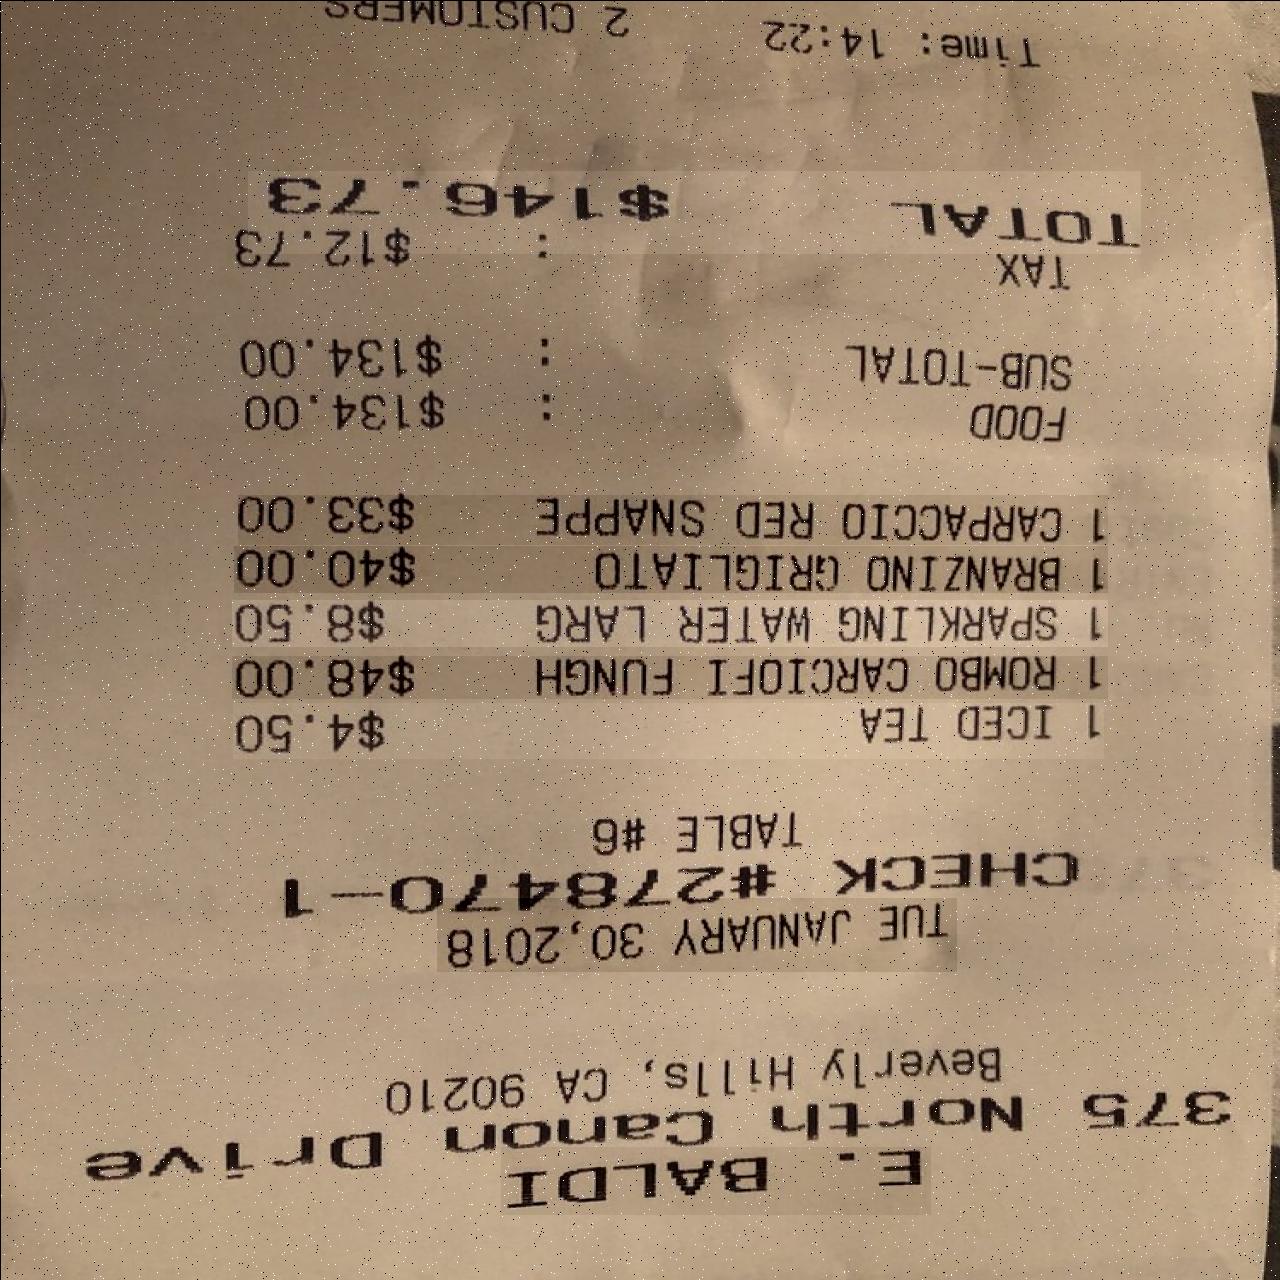 E. BALDI
375 North Canon Drive
Beverly Hills, CA 90210
TUE JANUARY 30,2018
CHECK #278470-1
TABLE #6
1 ICED TEA $4.50
1 ROMBO CARCIOFI FUNGH $48.00
1 SPARKLING WATER LARG $8.50
1 BRANZINO GRIGLIATO $40.00
1 CARPACCIO RED SNAPPE $33.00
FOOD : $134.00
SUB-TOTAL : $134.00
TAX : $12.73
TOTAL $146.73
Time: 14:22 2 CUSTOMERS